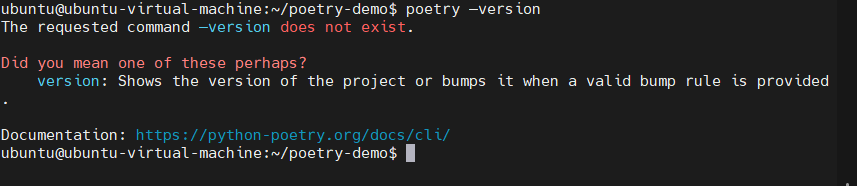 ubuntu@ubuntu-virtual-machine:~/poetry-demo$ poetry —version
The requested command —version does not exist.
Did you mean one of these perhaps?
    version: Shows the version of the project or bumps it when a valid bump rule is provided
.
Documentation: https://python-poetry.org/docs/cli/
ubuntu@ubuntu-virtual-machine:~/poetry-demo$